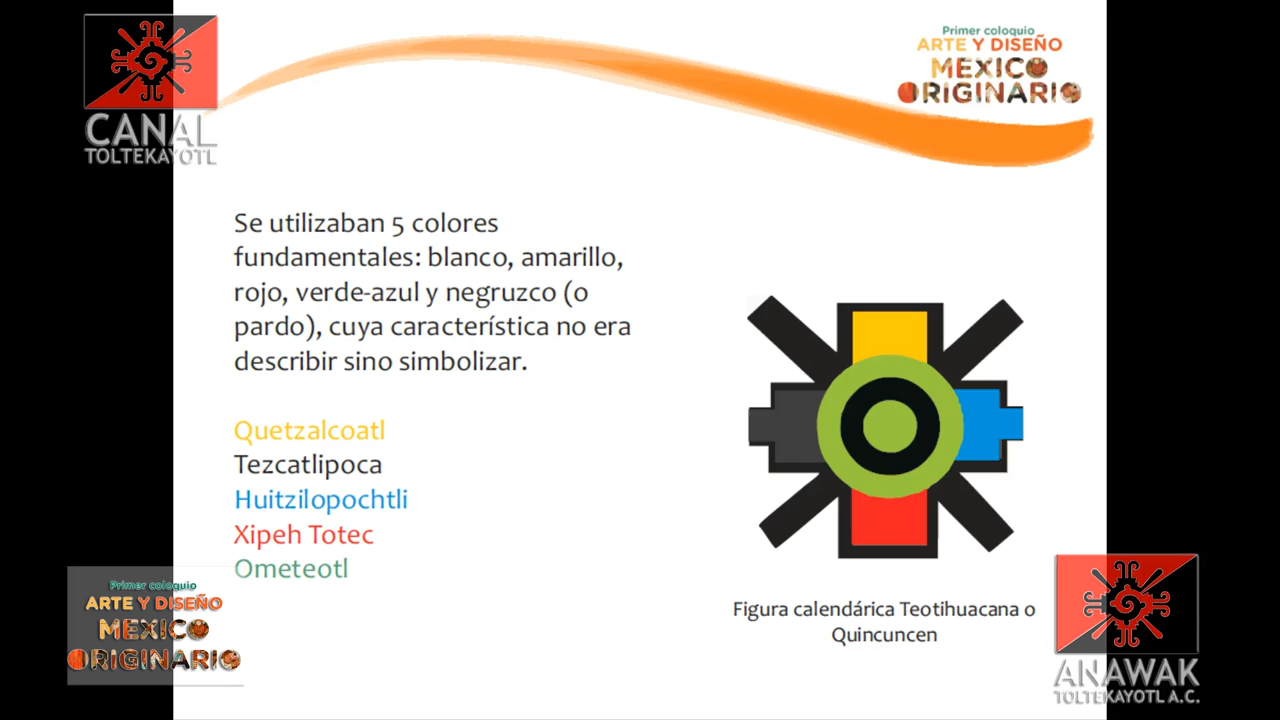 CANAL
TOLTEKAYOTL
Primer coloquio
ARTE Y DISEÑO
MEXICO
ORIGINARIO
Se utilizaban 5 colores
fundamentales: blanco, amarillo,
rojo, verde-azul y negruzco (o
pardo), cuya característica no era
describir sino simbolizar.
Quetzalcoatl
Tezcatlipoca
Huitzilopochtli
Xipeh Totec
Ometeotl
Figura calendárica Teotihuacana o
Quincuncen
Primer coloquio
ARTE Y DISEÑO
MEXICO
ORIGINARIO
ANAWAK
TOLTEKAYOTL A.C.